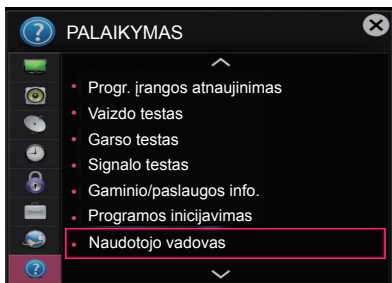 PALAIKYMAS
Progr. įrangos atnaujinimas
Vaizdo testas
Garso testas
Signalo testas
Gaminio/paslaugos info.
Programos inicijavimas
Naudotojo vadovas